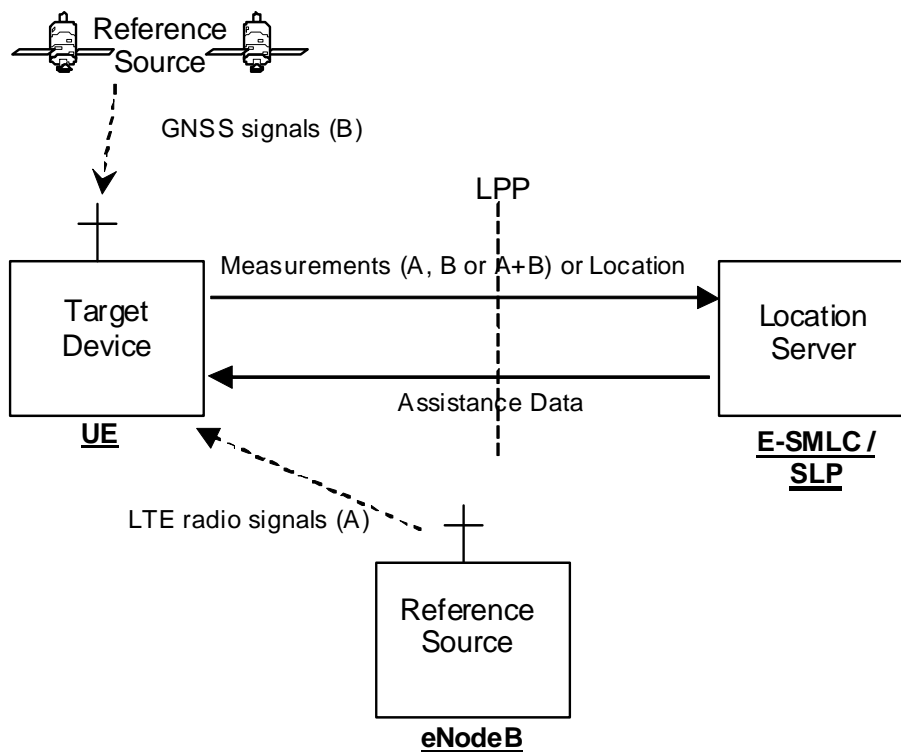 Reference
Source
GNSS signals (B)
LPP
Measurements (A, B or A+B) or Location
Target
Device
Location
Server
Assistance Data
UE
E-SMLC /
SLP
LTE radio signals (A)
Reference
Source
eNodeB